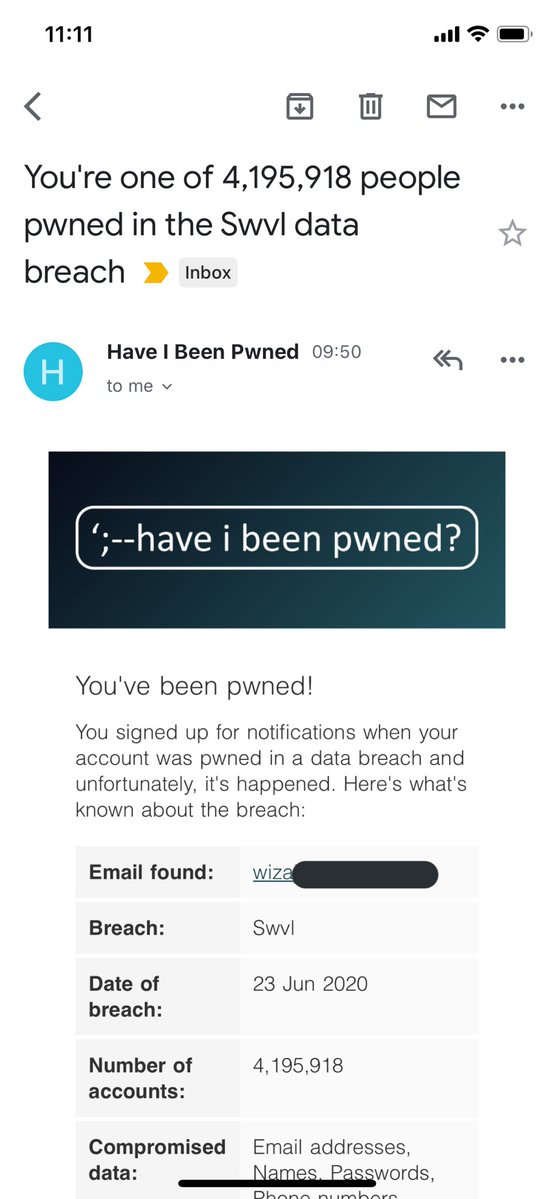 11:11
You're one of 4,195,918 people
pwned in the Swvl data
breach Inbox
H
Have I Been Pwned 09:50
to me
‘;--have i been pwned?
You've been pwned!
You signed up for notifications when your
account was pwned in a data breach and
unfortunately, it's happened. Here's what's
known about the breach:
Email found: wiza
Breach: Swvl
Date of 23 Jun 2020
breach:
Number of 4,195,918
accounts:
Compromised Email addresses,
data: Names, Passwords,
Phone numbers